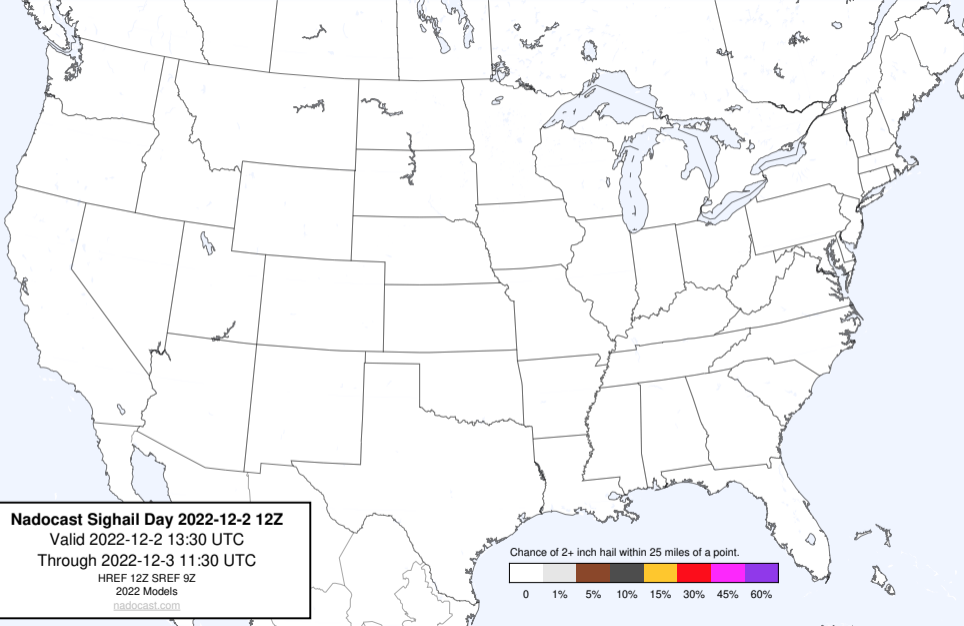 Nadocast Sighail Day 2022-12-2 12Z
Valid 2022-12-2 13:30 UTC
Through 2022-12-3 11:30 UTC
HREF 12Z SREF 9Z
2022 Models
nadocast.com
Chance of 2+ inch hail within 25 miles of a point.
0 1% 5% 10% 15% 30% 45% 60%